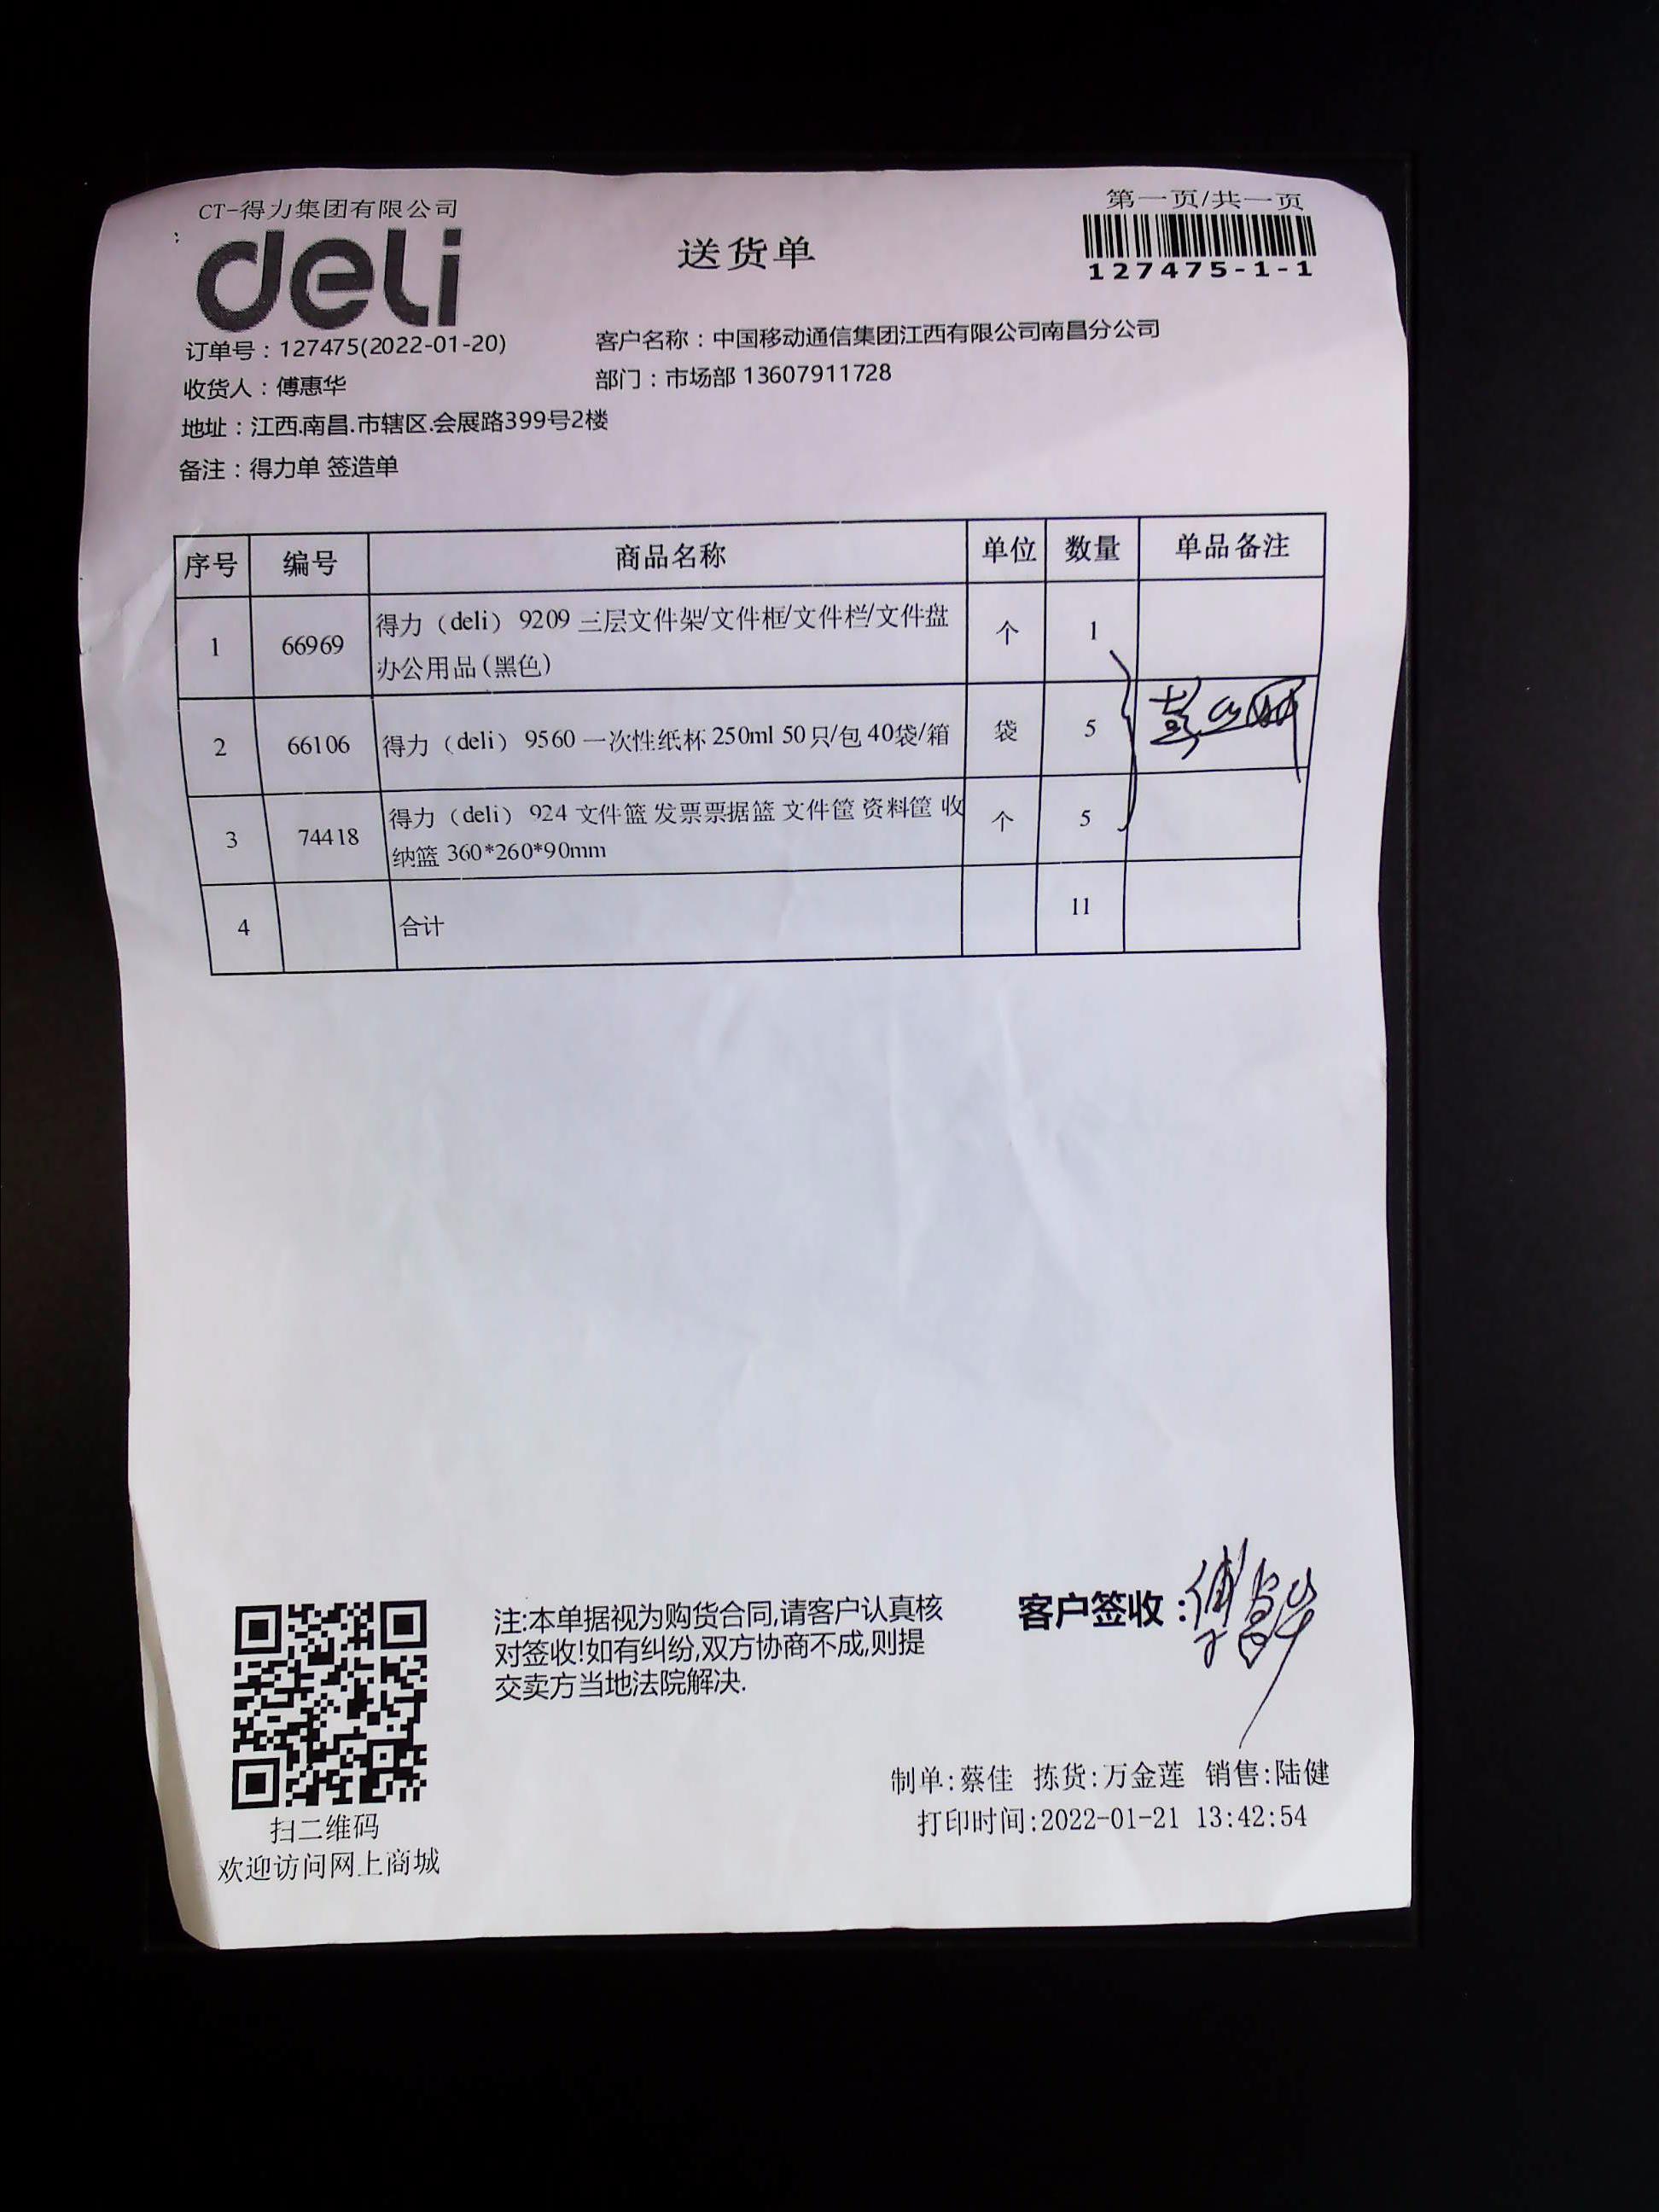 CT-得力集团有限公司
第一页/共一页
deli
送货单
127475-1-1
订单号：127475(2022-01-20)
客户名称：中国移动通信集团江西有限公司南昌分公司
收货人：傅惠华
部门：市场部 13607911728
地址：江西.南昌.市辖区.会展路399号2楼
备注：得力单 签造单
序号 编号 商品名称 单位 数量 单品备注
1 66969 得力（deli） 9209 三层文件架/文件框/文件栏/文件盘 个 1
办公用品(黑色)
2 66106 得力（deli） 9560 一次性纸杯 250ml 50只/包 40袋/箱 袋 5
3 74418 得力（deli） 924 文件篮 发票票据篮 文件筐 资料筐 收 个 5
纳篮 360*260*90mm
4 合计 11
注:本单据视为购货合同,请客户认真核
对签收!如有纠纷,双方协商不成,则提
交卖方当地法院解决.
客户签收：傅惠华
制单:蔡佳 拣货:万金莲 销售:陆健
打印时间:2022-01-21 13:42:54
扫二维码
欢迎访问网上商城